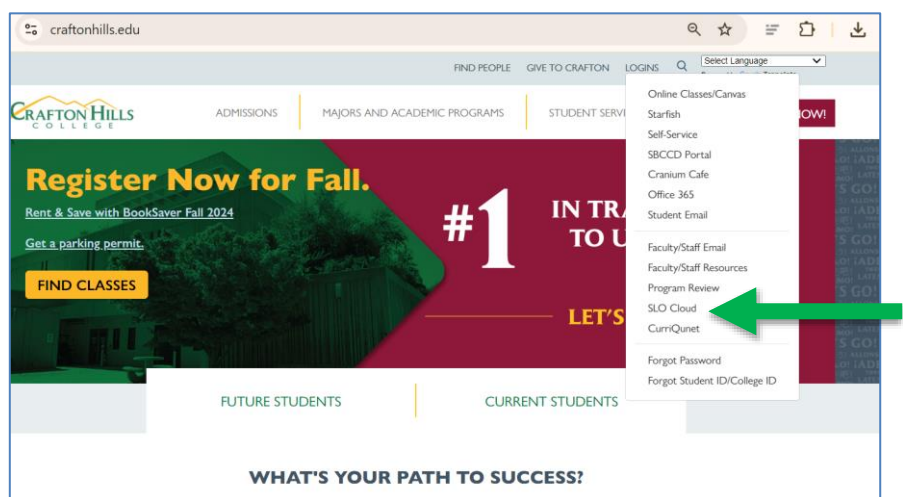 craftonhills.edu
FIND PEOPLE GIVE TO CRAFTON LOGINS Select Language
CRAFTON HILLS
COLLEGE
ADMISSIONS MAJORS AND ACADEMIC PROGRAMS STUDENT SERVI
Online Classes/Canvas
Starfish
Self-Service
SBCCD Portal
Cranium Cafe
Office 365
Student Email
Faculty/Staff Email
Faculty/Staff Resources
Program Review
SLO Cloud
CurriQunet
Forgot Password
Forgot Student ID/College ID
OW!
Register Now for Fall.
Rent & Save with BookSaver Fall 2024
Get a parking permit.
FIND CLASSES
#1 IN TR
TO U
LET'S
FUTURE STUDENTS CURRENT STUDENTS
WHAT'S YOUR PATH TO SUCCESS?